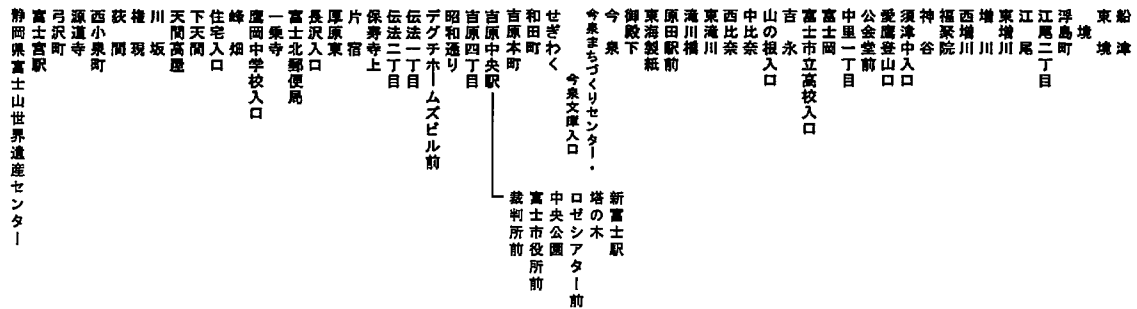 船津
東境
境
浮島町
江尾二丁目
江尾
東増川
増川
西増川
福聚院
神谷
須津中入口
愛鷹登山口
公会堂前
中里一丁目
富士岡
富士市立高校入口
吉永
山の根入口
中比奈
西比奈
東滝川
滝川橋
原田駅前
東海製紙
御殿下
今泉
今泉まちづくりセンター・
今泉文庫入口
せぎわく
和田町
吉原本町
吉原中央駅
吉原四丁目
昭和通り
デグチホームズビル前
伝法一丁目
伝法二丁目
保寿寺上
片宿
厚原東
長沢入口
富士北郵便局
一乗寺
鷹岡中学校入口
峰畑
住宅入口
下天間
天間高屋
川坂
権現
荻間
西小泉町
源道寺
弓沢町
富士宮駅
静岡県富士山世界遺産センター
新富士駅
塔の木
ロゼシアター前
中央公園
富士市役所前
裁判所前